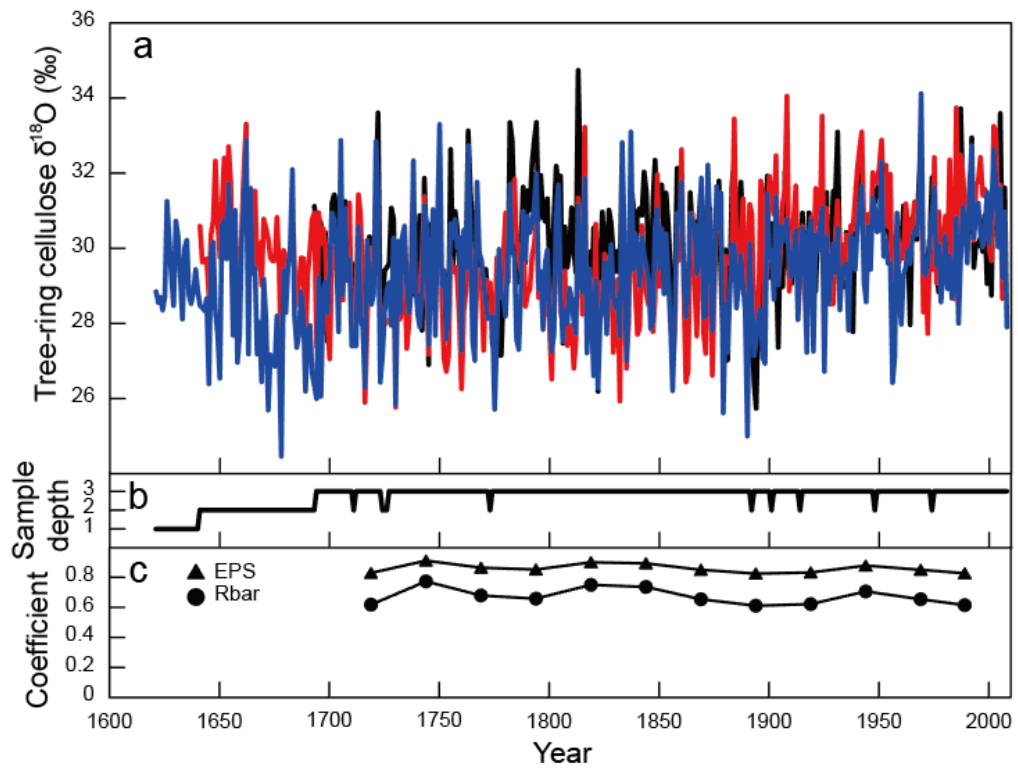 a
Tree-ring cellulose δ¹⁸O (‰)
36
34
32
30
28
26
b
Sample depth
3
2
1
c
Coefficient
EPS
Rbar
0.8
0.6
0.4
0.2
0
1600 1650 1700 1750 1800 1850 1900 1950 2000
Year